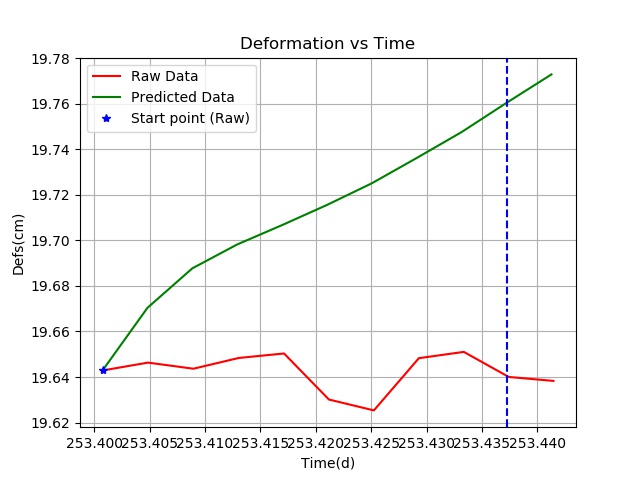 Deformation vs Time
19.78
19.76
19.74
19.72
19.70
19.68
19.66
19.64
19.62
Defs(cm)
Raw Data
Predicted Data
Start point (Raw)
253.400 253.405 253.410 253.415 253.420 253.425 253.430 253.435 253.440
Time(d)